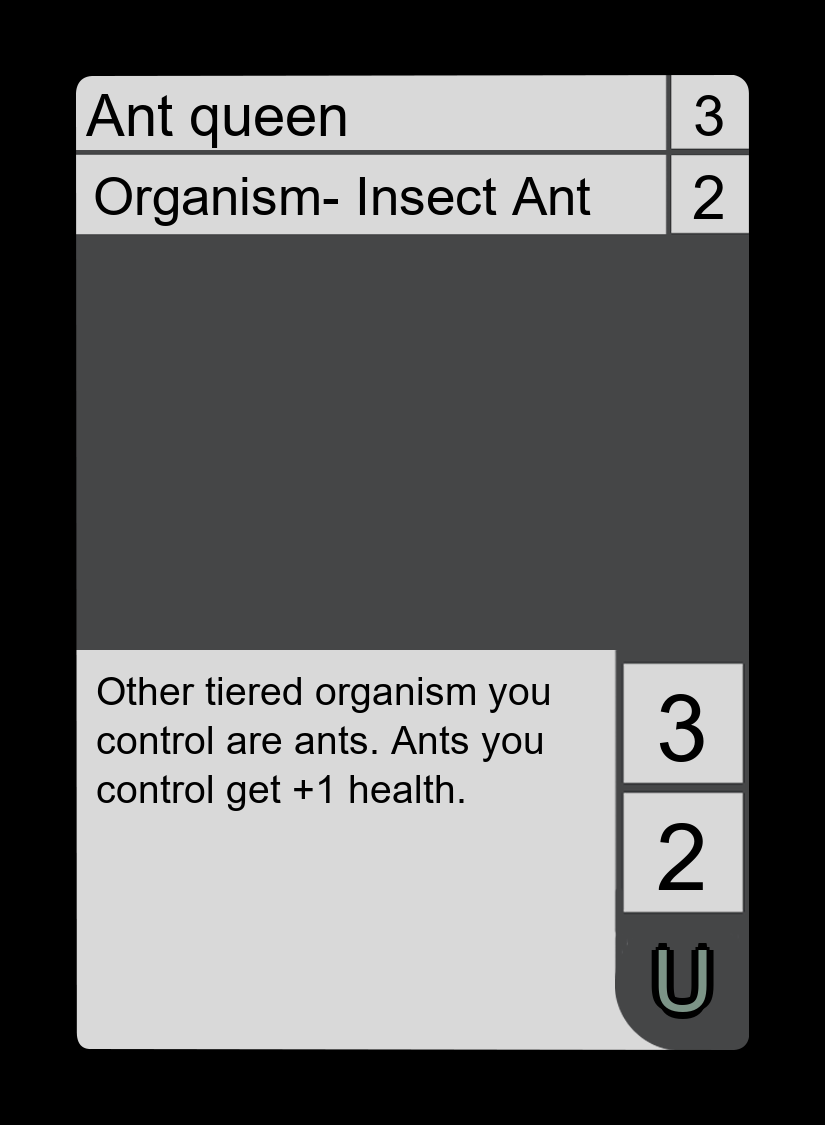 Ant queen 3
Organism- Insect Ant 2
Other tiered organism you
control are ants. Ants you
control get +1 health.
3
2
U